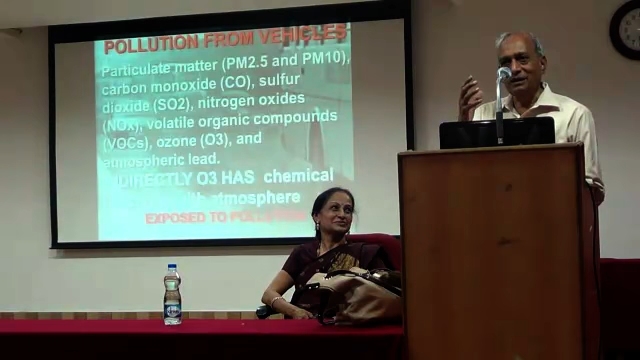 POLLUTION FROM VEHICLES
Particulate matter (PM2.5 and PM10),
carbon monoxide (CO), sulfur
dioxide (SO2), nitrogen oxides
(NOx), volatile organic compounds
(VOCs), ozone (O3), and
atmospheric lead.
DIRECTLY O3 HAS chemical
with atmosphere
EXPOSED TO POLLUTION